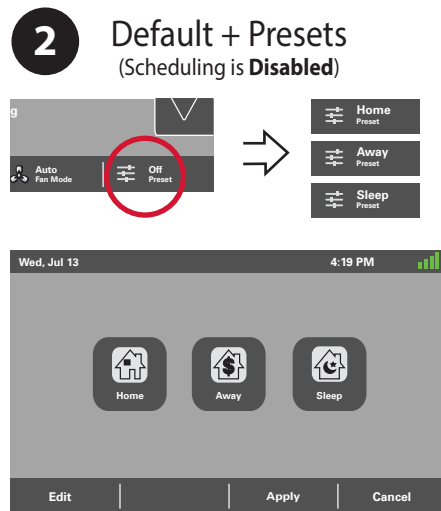 2
Default + Presets
(Scheduling is Disabled)
g
Auto
Fan Mode
Off
Preset
Home
Preset
Away
Preset
Sleep
Preset
Wed, Jul 13
4:19 PM
Home
Away
Sleep
Edit
Apply
Cancel